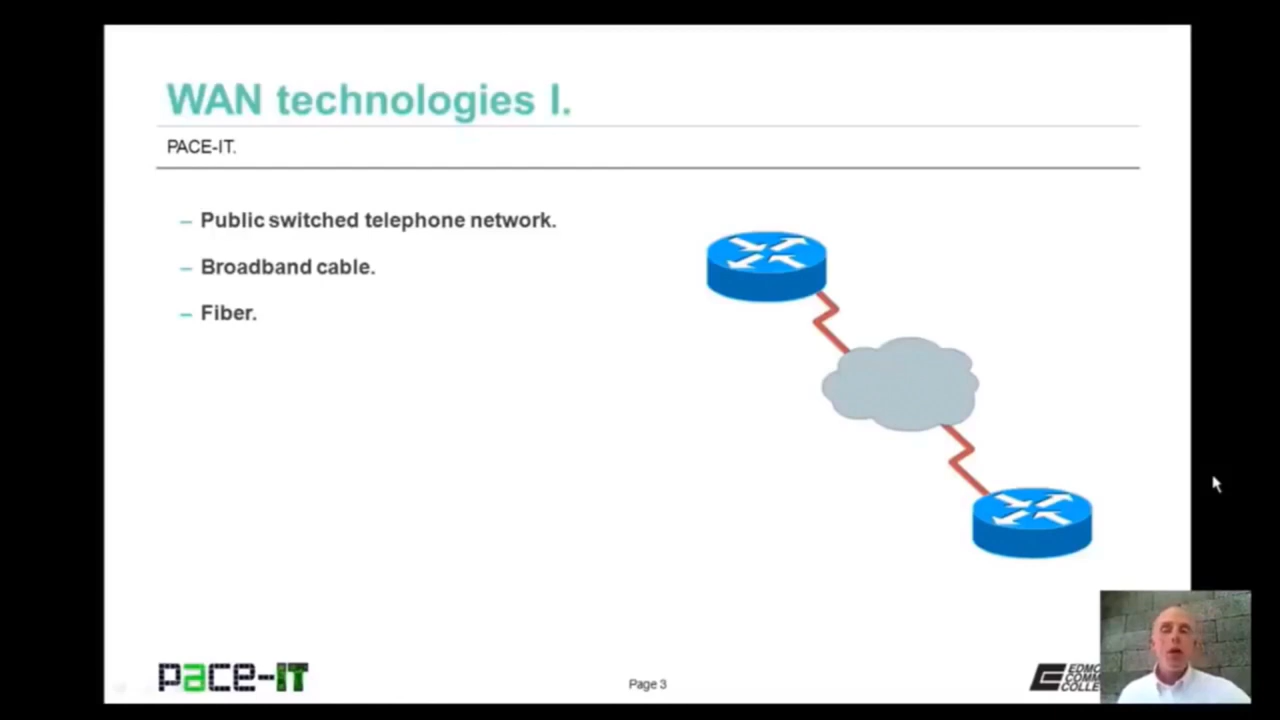 WAN technologies I.
PACE-IT.
– Public switched telephone network.
– Broadband cable.
– Fiber.
pace-IT
Page 3